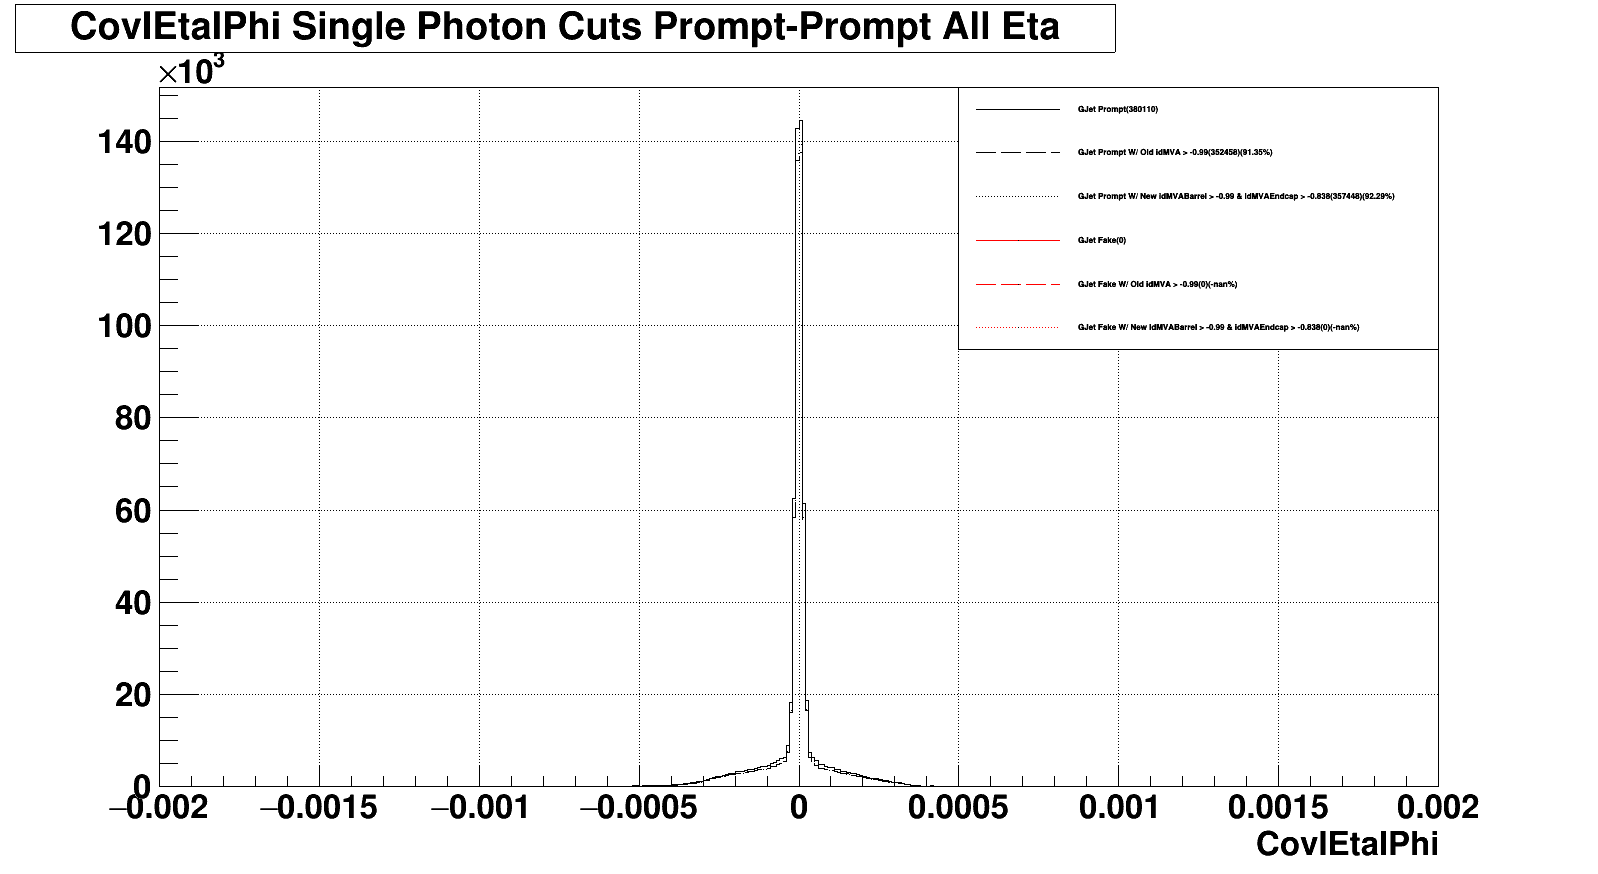 CovIEtaIPhi Single Photon Cuts Prompt-Prompt All Eta
×10³
GJet Prompt(380110)
GJet Prompt W/ Old idMVA > -0.99(352458)(91.35%)
GJet Prompt W/ New idMVABarrel > -0.99 & idMVAEndcap > -0.838(357448)(92.29%)
GJet Fake(0)
GJet Fake W/ Old idMVA > -0.99(0)(-nan%)
GJet Fake W/ New idMVABarrel > -0.99 & idMVAEndcap > -0.838(0)(-nan%)
140
120
100
80
60
40
20
0
−0.002 −0.0015 −0.001 −0.0005 0 0.0005 0.001 0.0015 0.002
CovIEtaIPhi